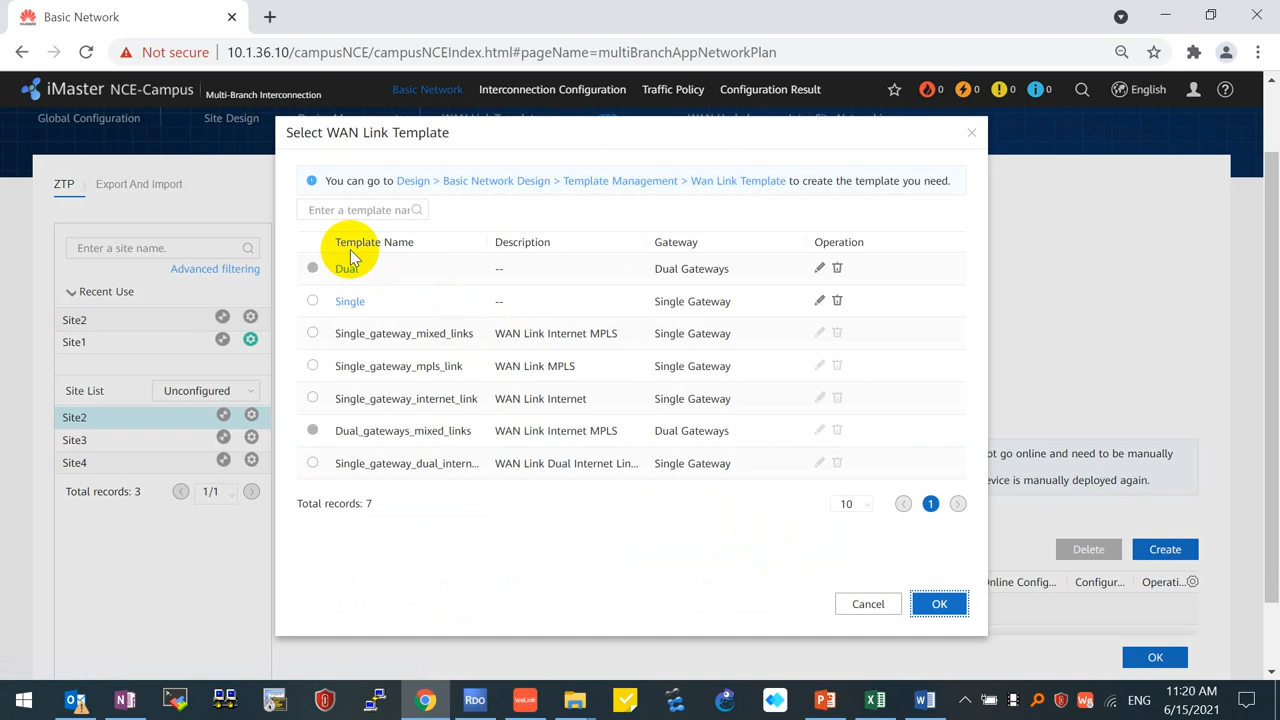 Basic Network
Not secure 10.1.36.10/campusNCE/campusNCEIndex.html#pageName=multiBranchAppNetworkPlan
iMaster NCE-Campus Multi-Branch Interconnection Basic Network Interconnection Configuration Traffic Policy Configuration Result 0 0 0 0 English
Global Configuration Site Design ZTP
Select WAN Link Template
ZTP Export And Import
You can go to Design > Basic Network Design > Template Management > Wan Link Template to create the template you need.
Enter a template nar
Enter a site name.
Advanced filtering
Recent Use
Site2
Site1
Site List Unconfigured
Site2
Site3
Site4
Total records: 3 1/1
Template Name Description Gateway Operation
Dual -- Dual Gateways
Single -- Single Gateway
Single_gateway_mixed_links WAN Link Internet MPLS Single Gateway
Single_gateway_mpls_link WAN Link MPLS Single Gateway
Single_gateway_internet_link WAN Link Internet Single Gateway
Dual_gateways_mixed_links WAN Link Internet MPLS Dual Gateways
Single_gateway_dual_intern... WAN Link Dual Internet Lin... Single Gateway
Total records: 7 10 1
Cancel OK
ot go online and need to be manually
evice is manually deployed again.
Delete Create
Online Config... Configur... Operati...
OK
RDO weLink ENG 11:20 AM
6/15/2021